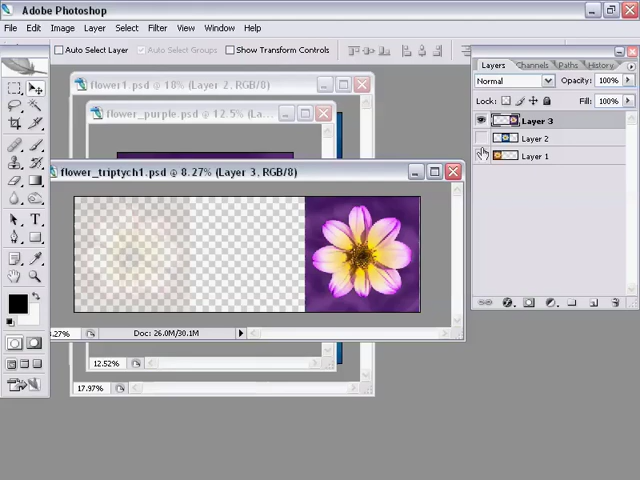 Adobe Photoshop
File Edit Image Layer Select Filter View Window Help
Auto Select Layer Auto Select Groups Show Transform Controls
flower1.psd @ 18% (Layer 2, RGB/8)
flower_purple.psd @ 12.5% (La...
flower_triptych1.psd @ 8.27% (Layer 3, RGB/8)
8.27% Doc: 26.0M/30.1M
12.52%
17.97%
Layers Channels Paths History
Normal Opacity: 100%
Lock: Fill: 100%
Layer 3
Layer 2
Layer 1